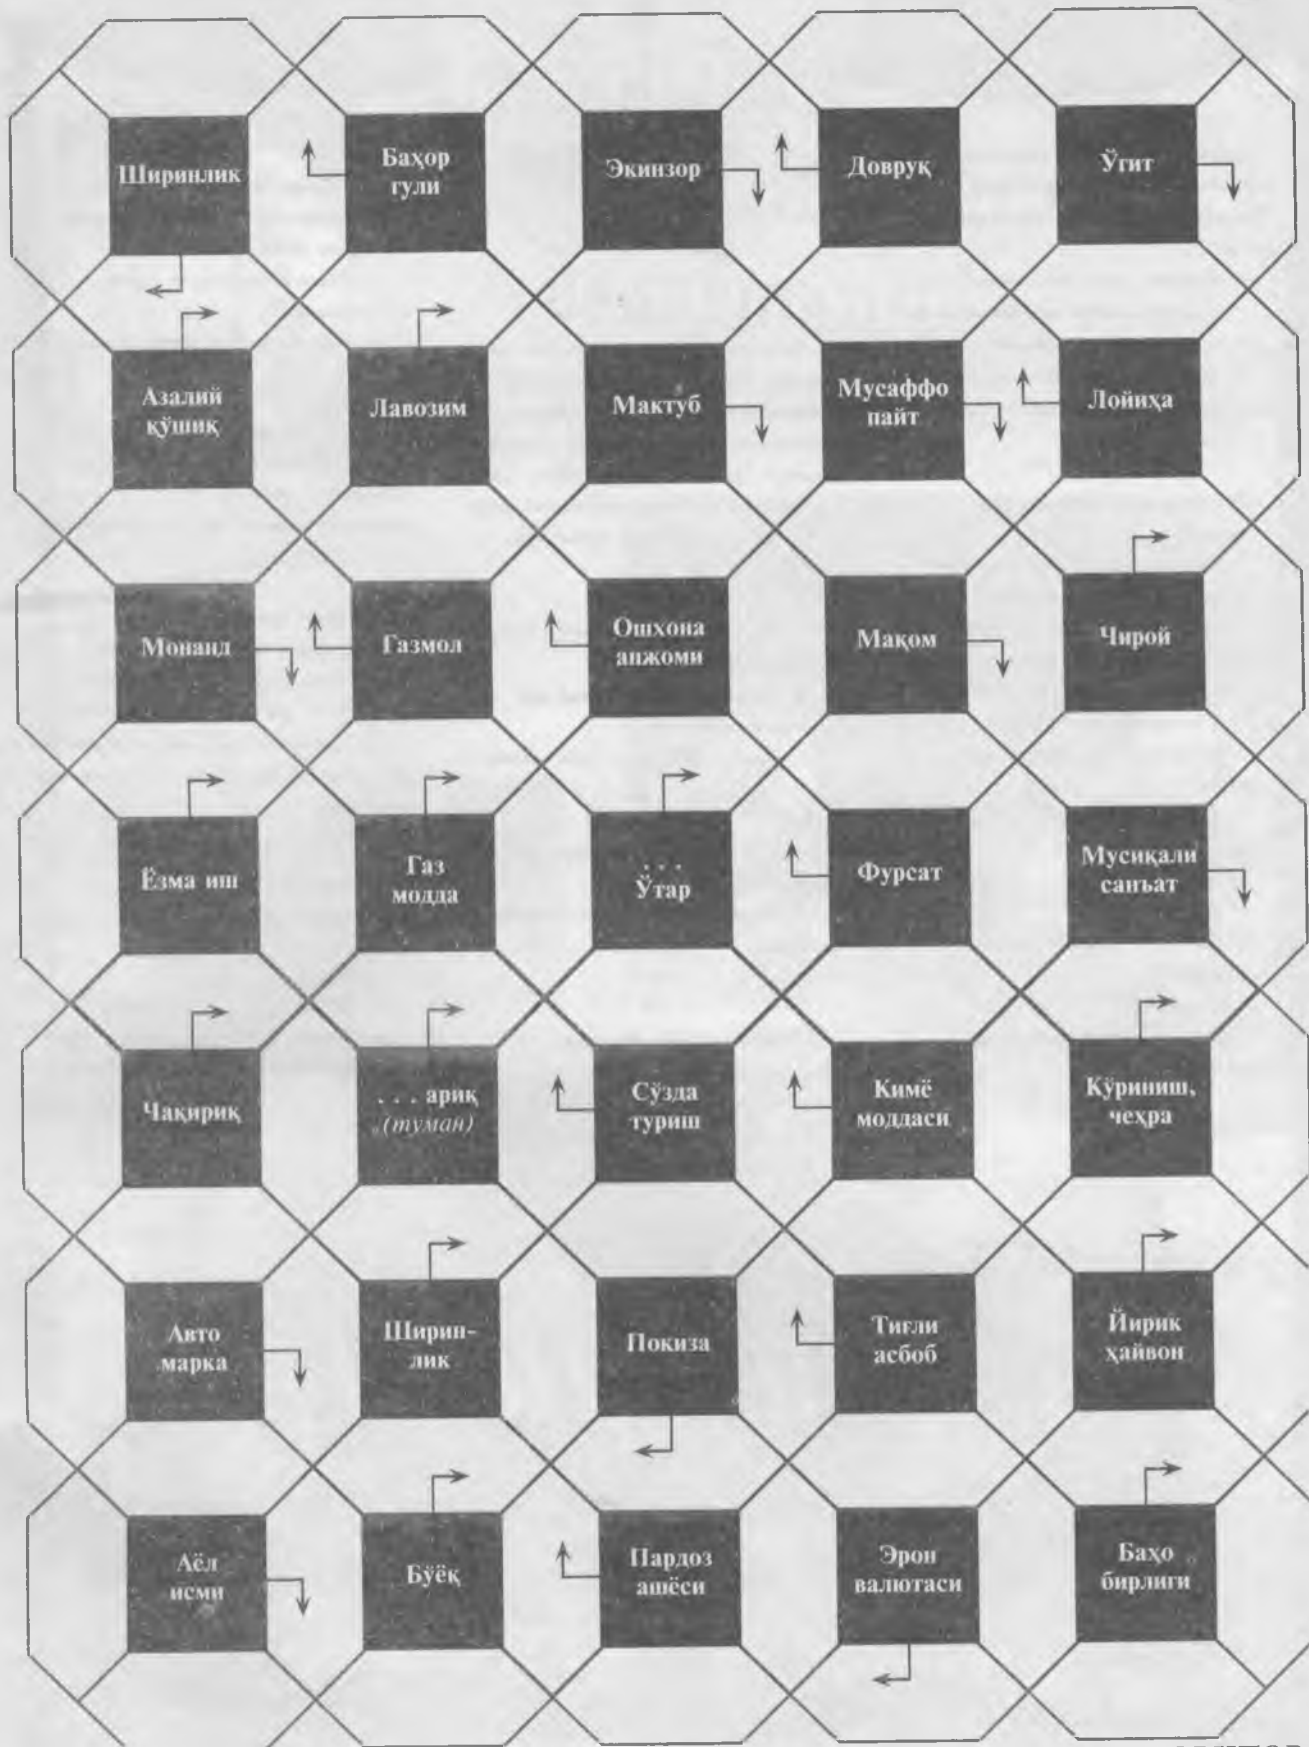 Ширинлик
Баҳор
гули
Экинзор
Довруқ
Ўгит
Азалий
қўшиқ
Лавозим
Мактуб
Мусаффо
пайт
Лойиҳа
Монанд
Газмол
Ошхона
анжоми
Мақом
Чирой
Ёзма иш
Газ
модда
. . .
Ўтар
Фурсат
Мусиқали
санъат
Чақириқ
. . . ариқ
(туман)
Сўзда
туриш
Кимё
моддаси
Кўриниш,
чеҳра
Авто
марка
Ширин-
лик
Покиза
Тиғли
асбоб
Йирик
ҳайвон
Аёл
исми
Бўёқ
Пардоз
ашёси
Эрон
валютаси
Баҳо
бирлиги